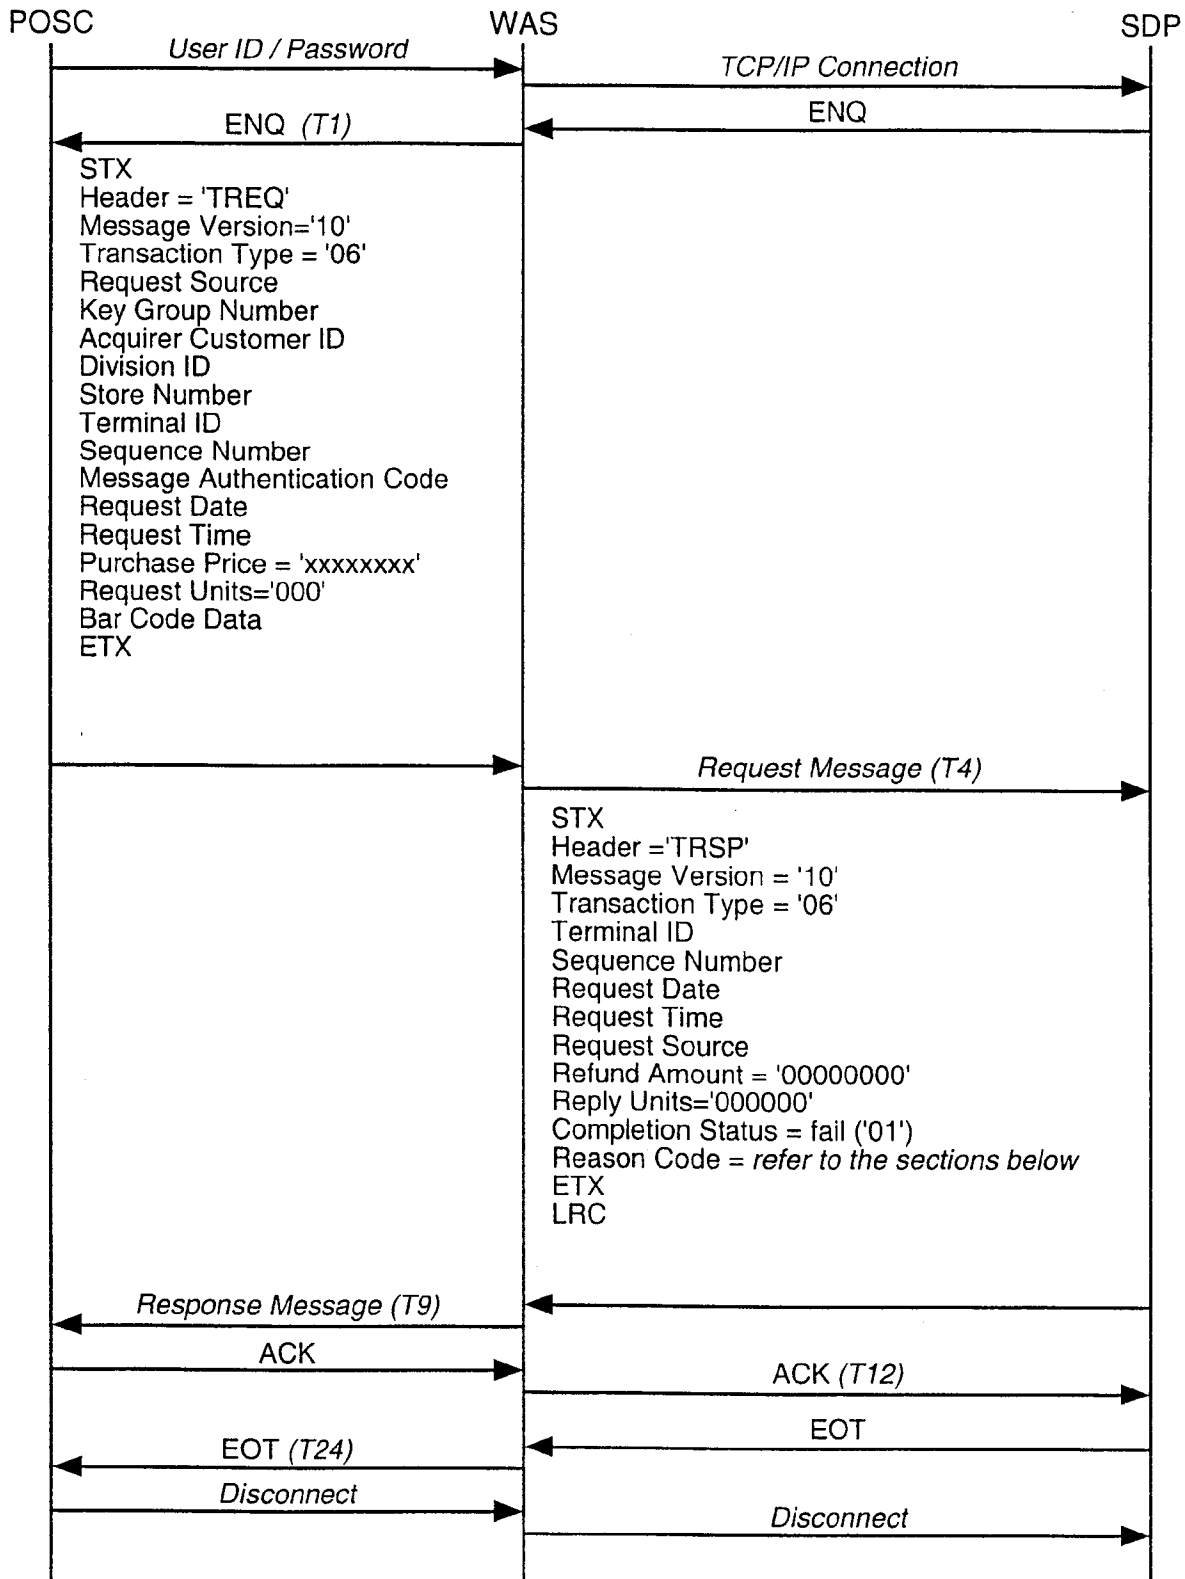 POSC WAS SDP
User ID / Password
TCP/IP Connection
ENQ
ENQ (T1)
STX
Header = 'TREQ'
Message Version='10'
Transaction Type = '06'
Request Source
Key Group Number
Acquirer Customer ID
Division ID
Store Number
Terminal ID
Sequence Number
Message Authentication Code
Request Date
Request Time
Purchase Price = 'xxxxxxxx'
Request Units='000'
Bar Code Data
ETX
Request Message (T4)
STX
Header ='TRSP'
Message Version = '10'
Transaction Type = '06'
Terminal ID
Sequence Number
Request Date
Request Time
Request Source
Refund Amount = '00000000'
Reply Units='000000'
Completion Status = fail ('01')
Reason Code = refer to the sections below
ETX
LRC
Response Message (T9)
ACK
ACK (T12)
EOT
EOT (T24)
Disconnect
Disconnect